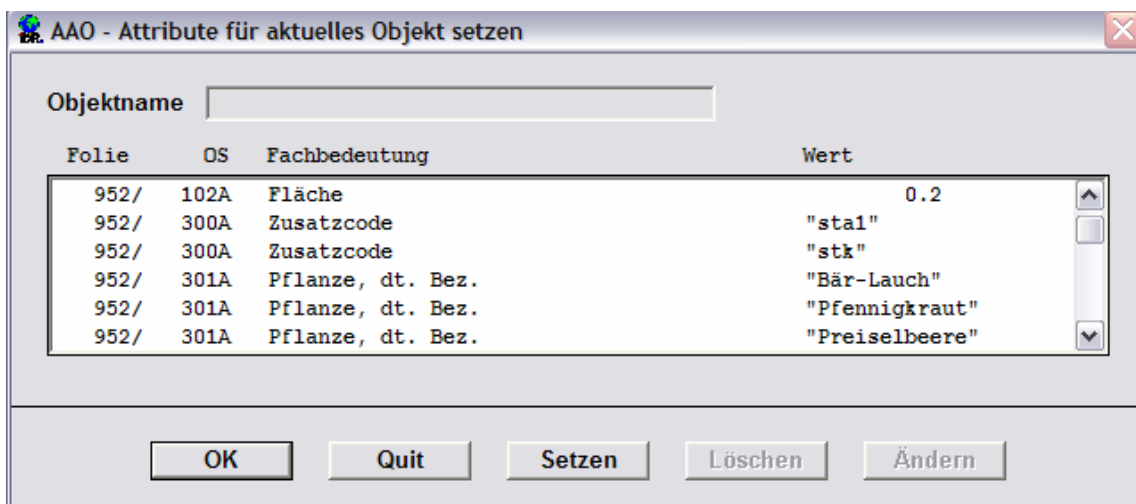 AAO - Attribute für aktuelles Objekt setzen
Objektname
Folie OS Fachbedeutung Wert
952/ 102A Fläche 0.2
952/ 300A Zusatzcode "sta1"
952/ 300A Zusatzcode "stk"
952/ 301A Pflanze, dt. Bez. "Bär-Lauch"
952/ 301A Pflanze, dt. Bez. "Pfennigkraut"
952/ 301A Pflanze, dt. Bez. "Preiselbeere"
OK Quit Setzen Löschen Ändern